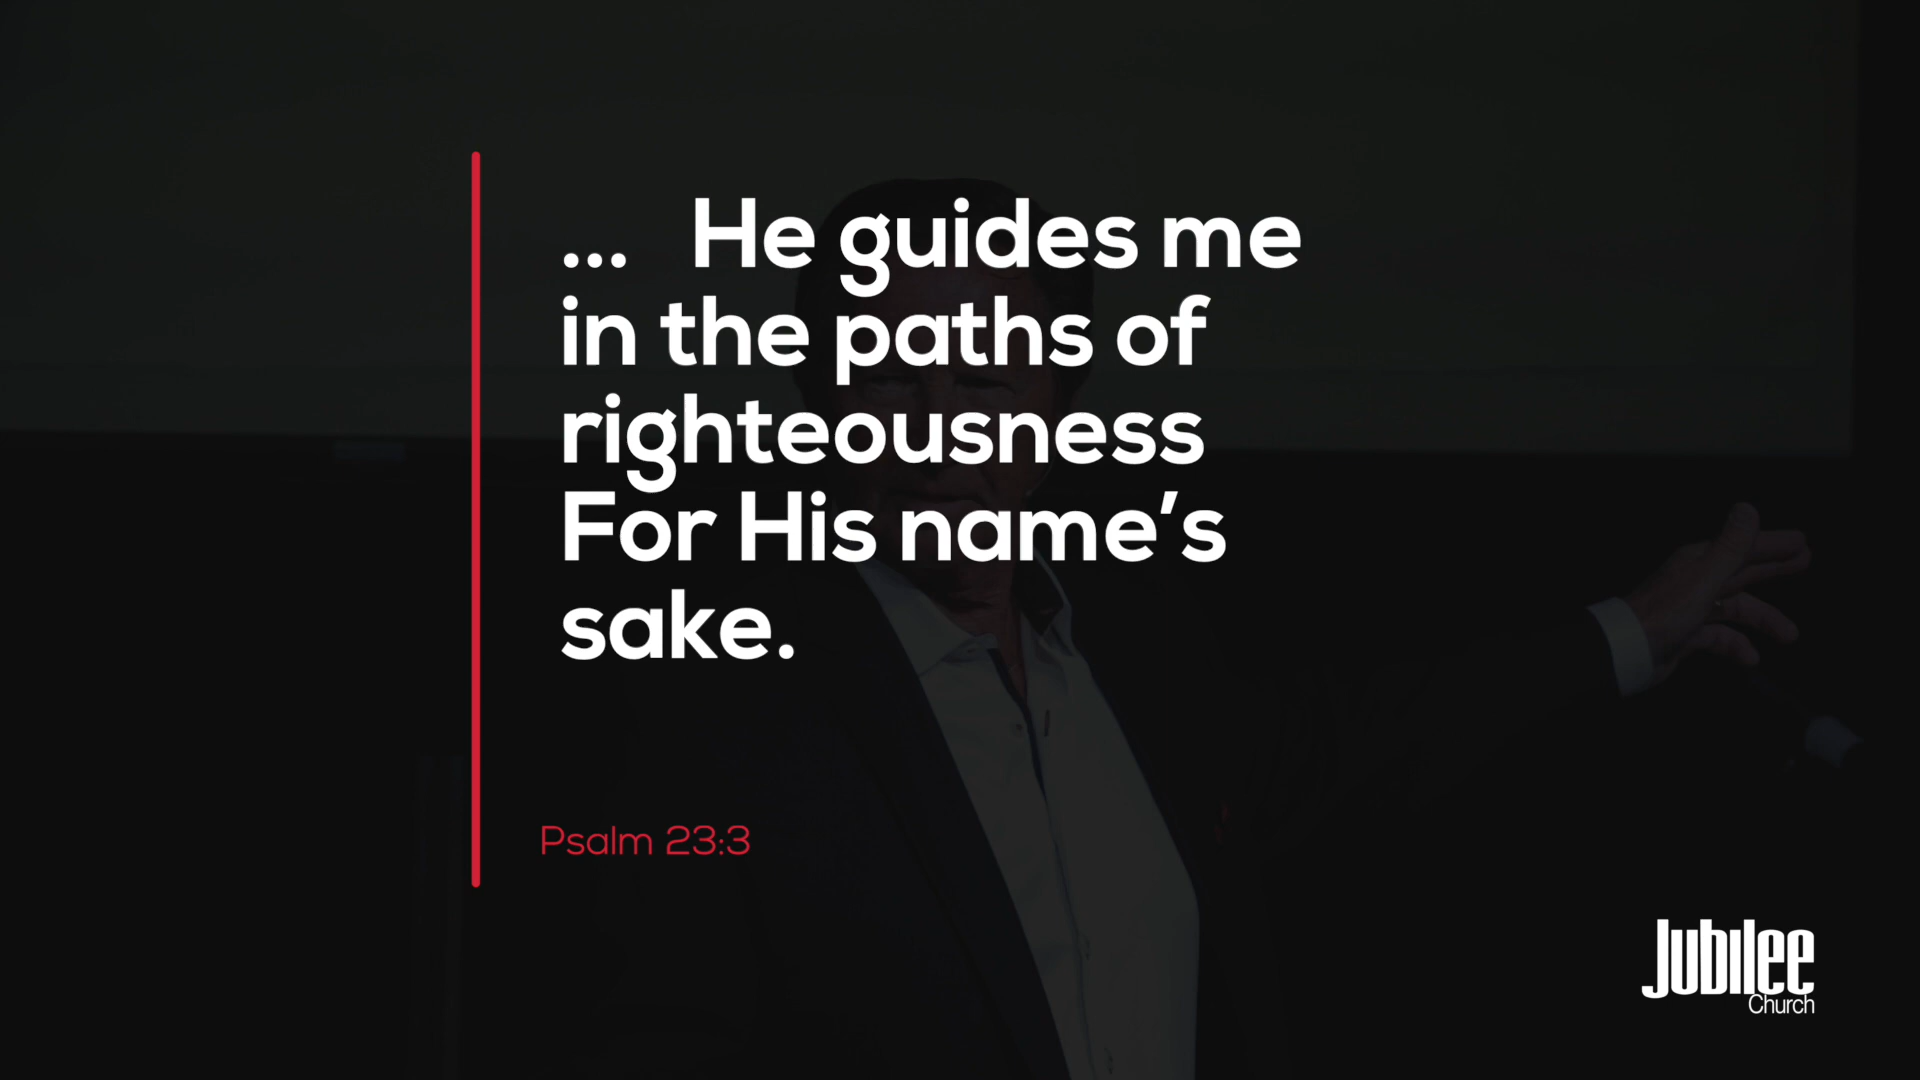 ... He guides me
in the paths of
righteousness
For His name’s
sake.
Psalm 23:3
Jubilee
Church